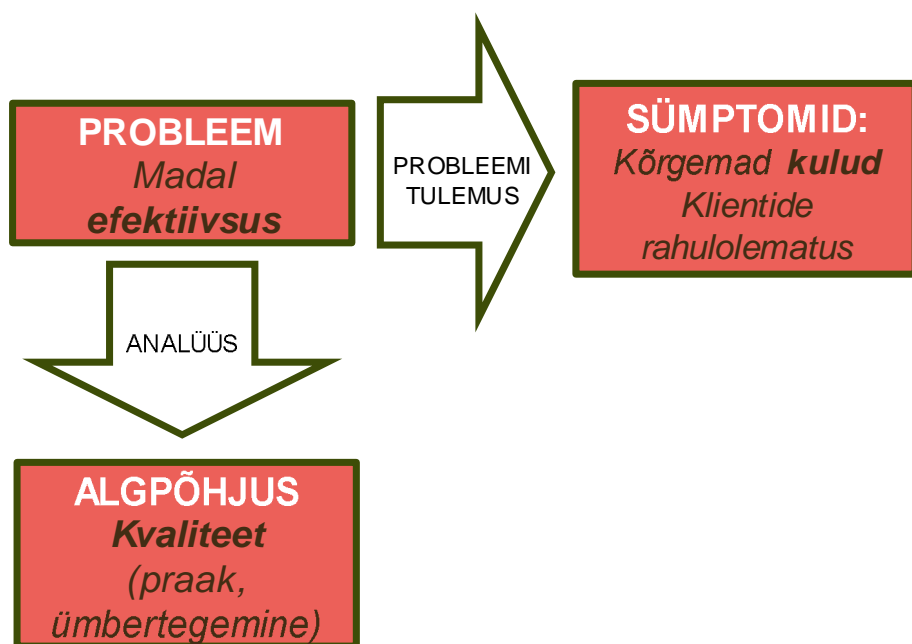 PROBLEEM
Madal
efektiivsus
PROBLEEMI
TULEMUS
SÜMPTOMID:
Kõrgemad kulud
Klientide
rahulolematus
ANALÜÜS
ALGPÕHJUS
Kvaliteet
(praak,
ümbertegemine)